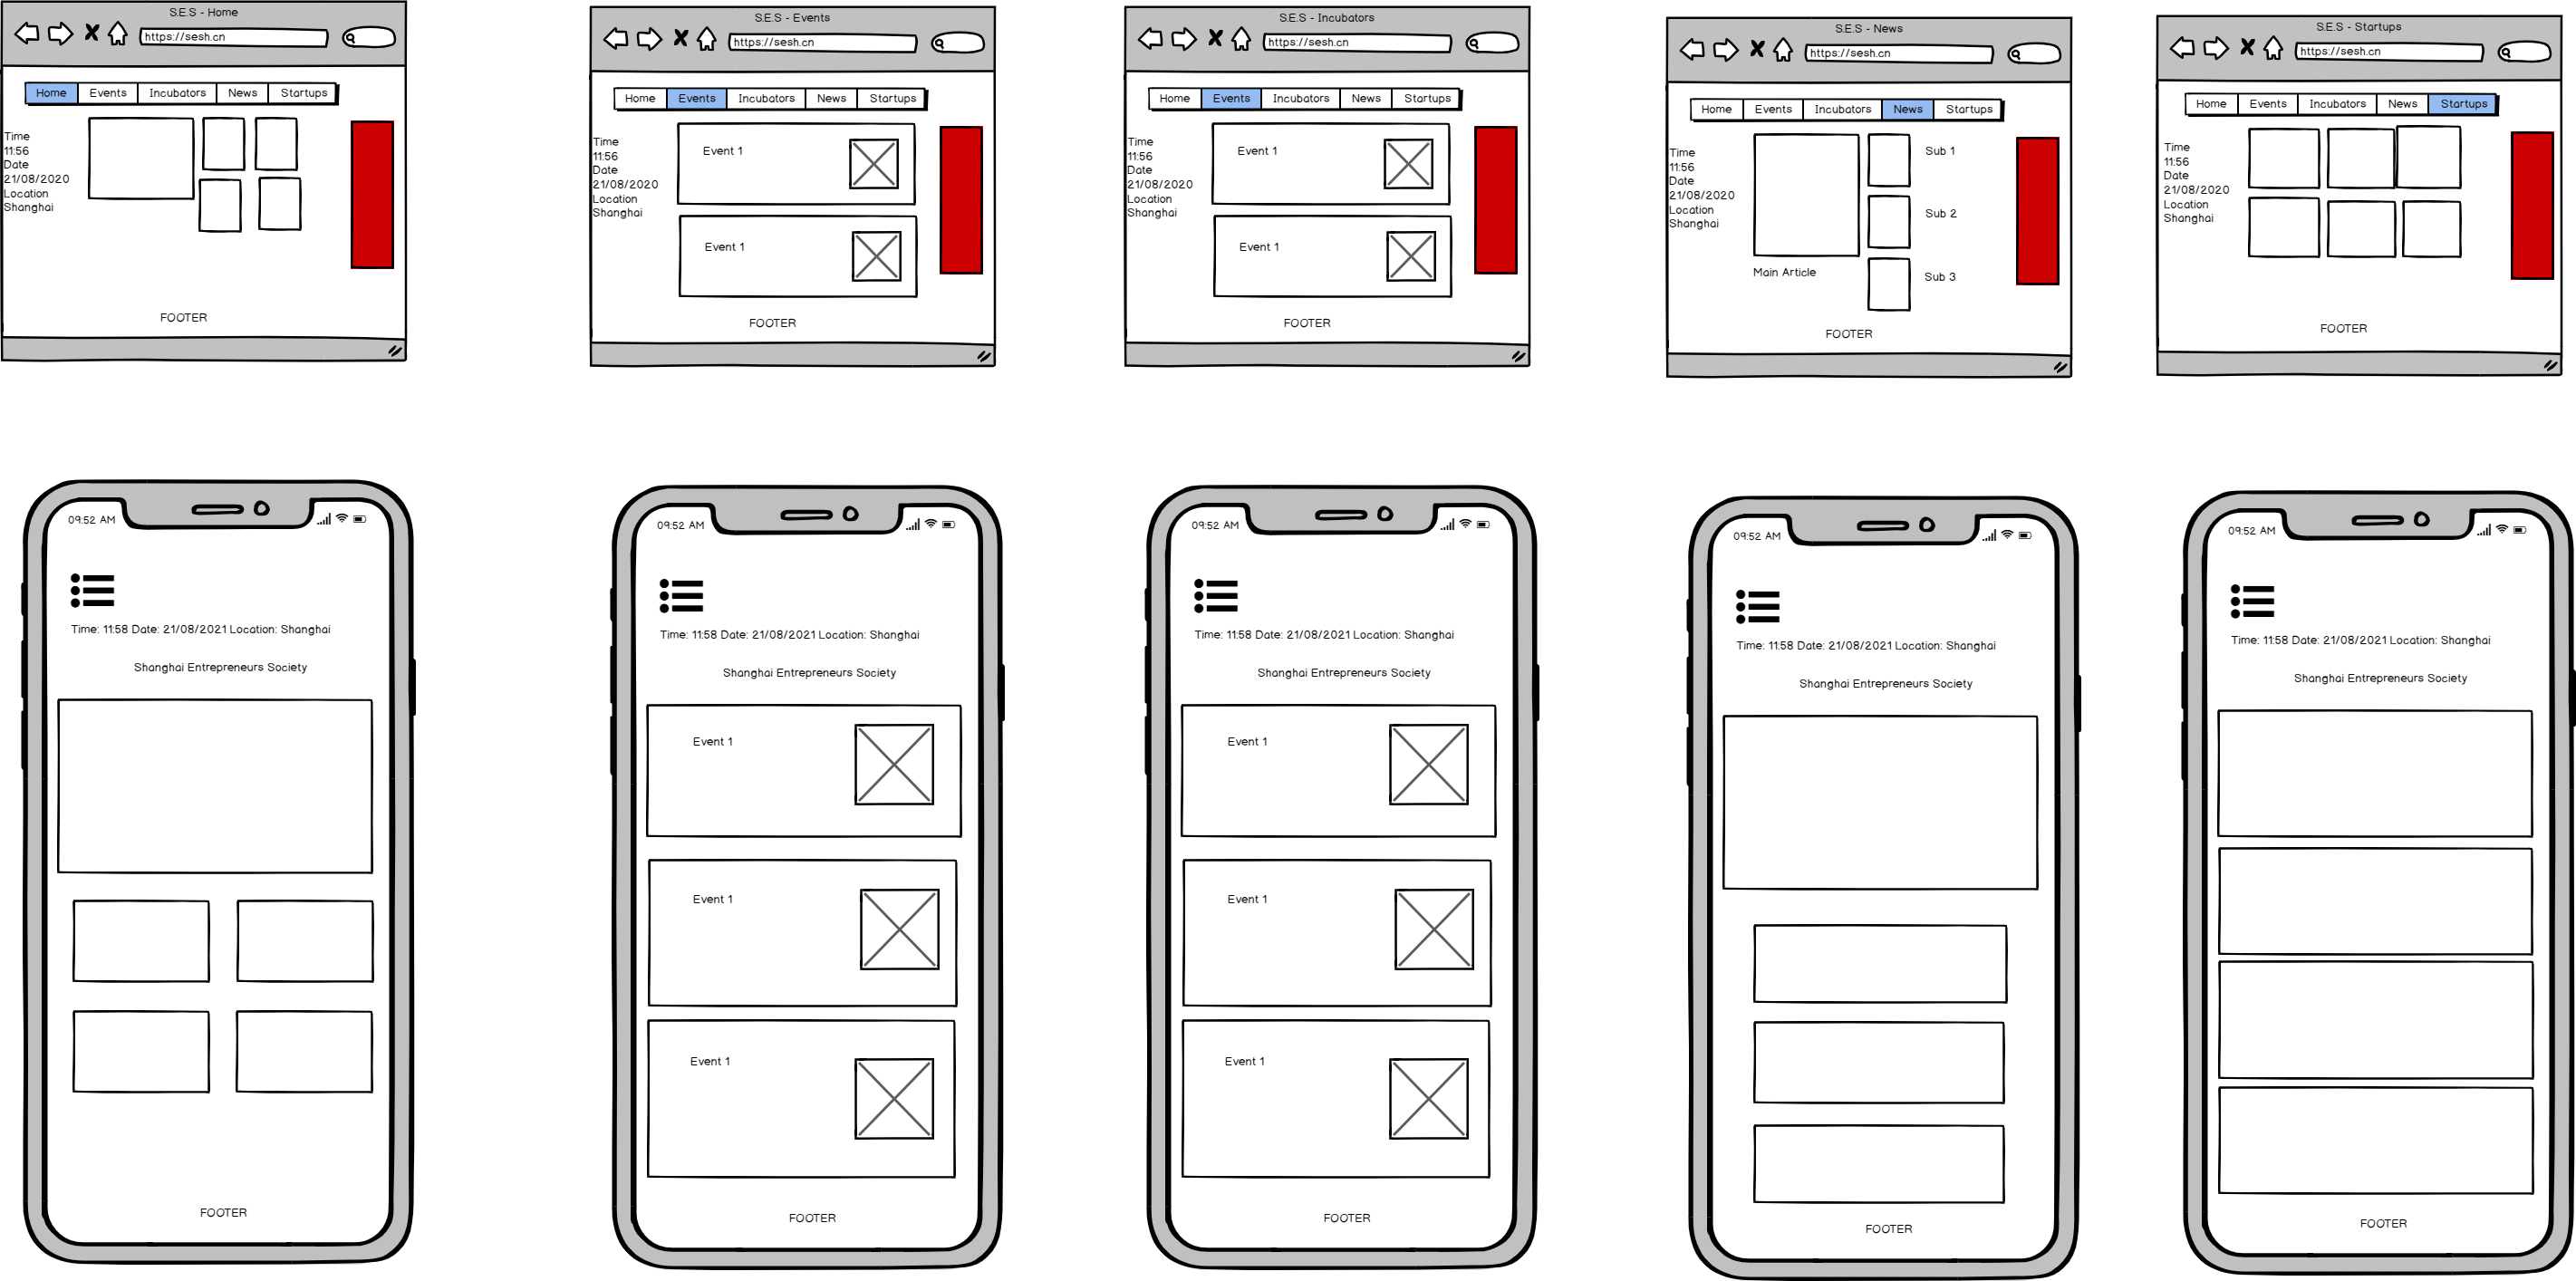 S.E.S - Home
https://sesh.cn
Home Events Incubators News Startups
Time
11:56
Date
21/08/2020
Location
Shanghai
FOOTER
S.E.S - Events
https://sesh.cn
Home Events Incubators News Startups
Time
11:56
Date
21/08/2020
Location
Shanghai
Event 1
Event 1
FOOTER
S.E.S - Incubators
https://sesh.cn
Home Events Incubators News Startups
Time
11:56
Date
21/08/2020
Location
Shanghai
Event 1
Event 1
FOOTER
S.E.S - News
https://sesh.cn
Home Events Incubators News Startups
Time
11:56
Date
21/08/2020
Location
Shanghai
Main Article
Sub 1
Sub 2
Sub 3
FOOTER
S.E.S - Startups
https://sesh.cn
Home Events Incubators News Startups
Time
11:56
Date
21/08/2020
Location
Shanghai
FOOTER
09:52 AM
Time: 11:58 Date: 21/08/2021 Location: Shanghai
Shanghai Entrepreneurs Society
FOOTER
09:52 AM
Time: 11:58 Date: 21/08/2021 Location: Shanghai
Shanghai Entrepreneurs Society
Event 1
Event 1
Event 1
FOOTER
09:52 AM
Time: 11:58 Date: 21/08/2021 Location: Shanghai
Shanghai Entrepreneurs Society
Event 1
Event 1
Event 1
FOOTER
09:52 AM
Time: 11:58 Date: 21/08/2021 Location: Shanghai
Shanghai Entrepreneurs Society
FOOTER
09:52 AM
Time: 11:58 Date: 21/08/2021 Location: Shanghai
Shanghai Entrepreneurs Society
FOOTER